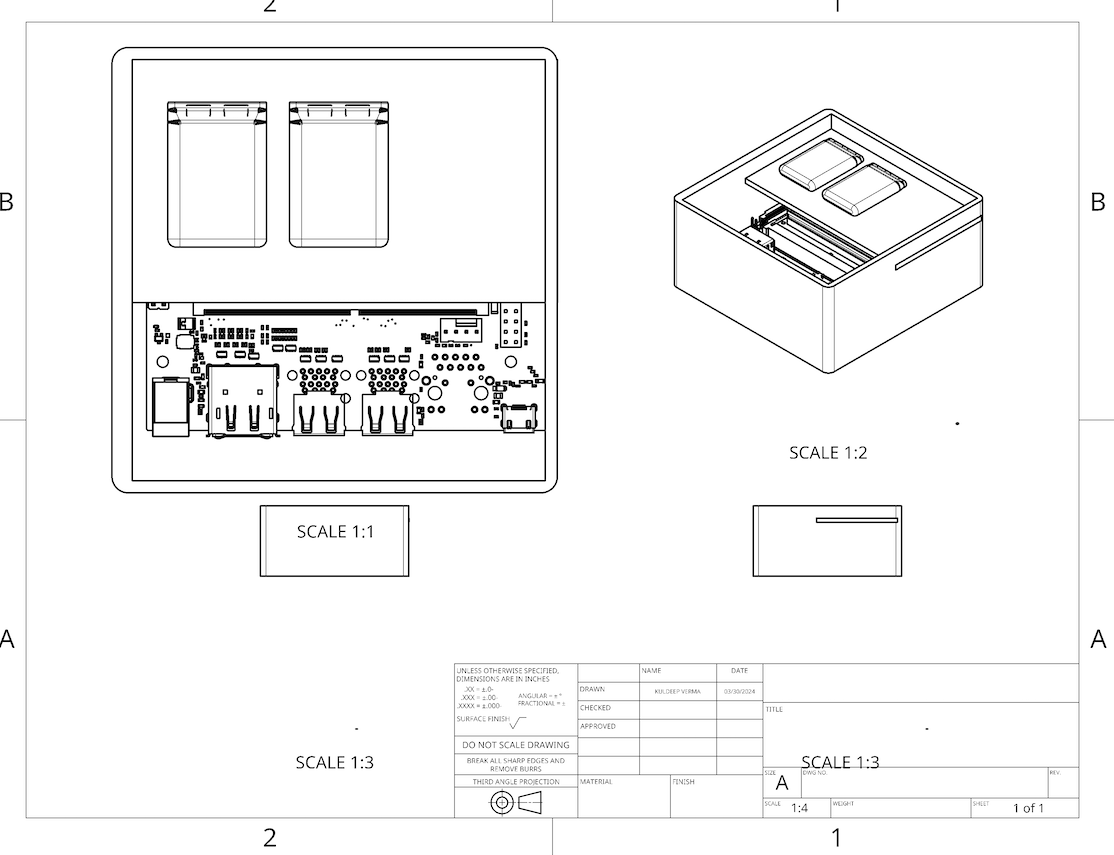 2
1
B
B
SCALE 1:2
SCALE 1:1
A
A
UNLESS OTHERWISE SPECIFIED,
DIMENSIONS ARE IN INCHES
.XX = ±.0-
.XXX = ±.00-
.XXXX = ±.000-
ANGULAR = ± °
FRACTIONAL = ±
SURFACE FINISH
DO NOT SCALE DRAWING
BREAK ALL SHARP EDGES AND
REMOVE BURRS
THIRD ANGLE PROJECTION
NAME
DATE
DRAWN
KULDEEP VERMA
03/30/2024
CHECKED
APPROVED
MATERIAL
FINISH
TITLE
SCALE 1:3
SCALE 1:3
SIZE
A
DWG NO.
REV.
SCALE
1:4
WEIGHT
SHEET
1 of 1
2
1